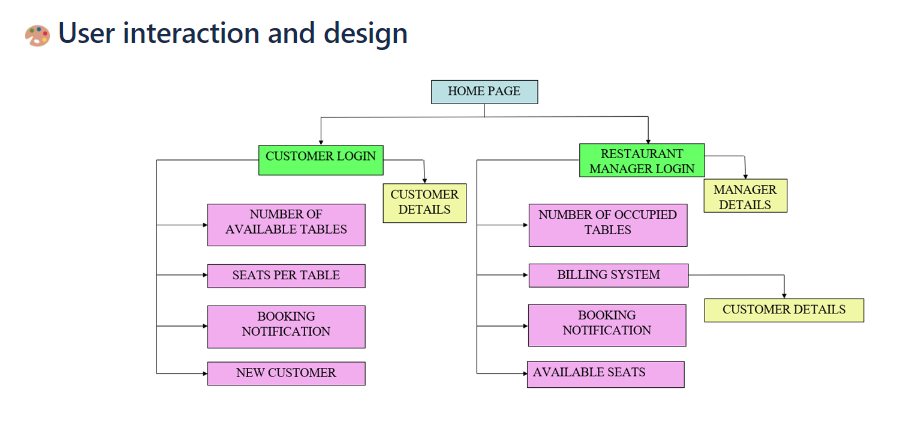 User interaction and design
HOME PAGE
CUSTOMER LOGIN
CUSTOMER
DETAILS
NUMBER OF
AVAILABLE TABLES
SEATS PER TABLE
BOOKING
NOTIFICATION
NEW CUSTOMER
RESTAURANT
MANAGER LOGIN
MANAGER
DETAILS
NUMBER OF OCCUPIED
TABLES
BILLING SYSTEM
CUSTOMER DETAILS
BOOKING
NOTIFICATION
AVAILABLE SEATS